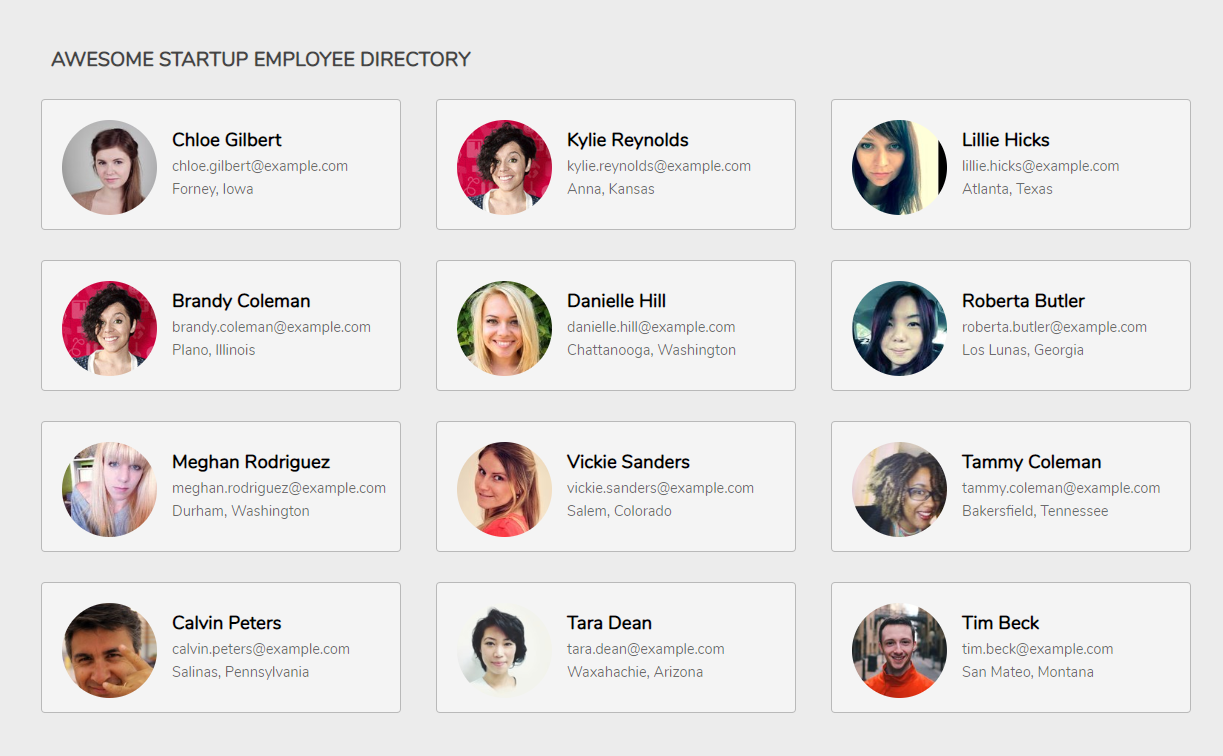 AWESOME STARTUP EMPLOYEE DIRECTORY
Chloe Gilbert
chloe.gilbert@example.com
Forney, Iowa
Kylie Reynolds
kylie.reynolds@example.com
Anna, Kansas
Lillie Hicks
lillie.hicks@example.com
Atlanta, Texas
Brandy Coleman
brandy.coleman@example.com
Plano, Illinois
Danielle Hill
danielle.hill@example.com
Chattanooga, Washington
Roberta Butler
roberta.butler@example.com
Los Lunas, Georgia
Meghan Rodriguez
meghan.rodriguez@example.com
Durham, Washington
Vickie Sanders
vickie.sanders@example.com
Salem, Colorado
Tammy Coleman
tammy.coleman@example.com
Bakersfield, Tennessee
Calvin Peters
calvin.peters@example.com
Salinas, Pennsylvania
Tara Dean
tara.dean@example.com
Waxahachie, Arizona
Tim Beck
tim.beck@example.com
San Mateo, Montana